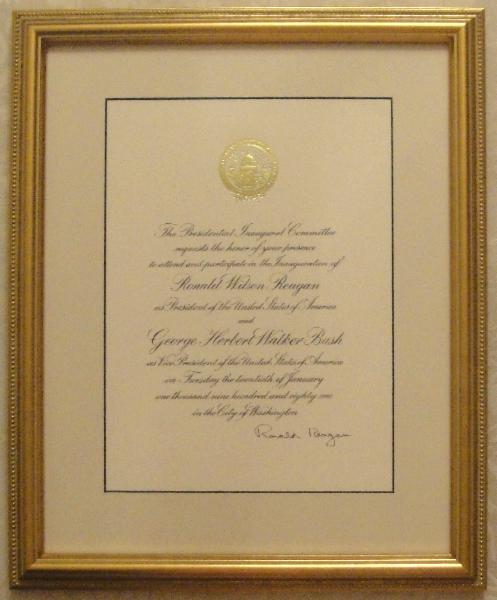 The Presidential Inaugural Committee
requests the honor of your presence
to attend and participate in the Inauguration of
Ronald Wilson Reagan
as President of the United States of America
and
George Herbert Walker Bush
as Vice President of the United States of America
on Tuesday the twentieth of January
one thousand nine hundred and eighty one
in the City of Washington
Ronald Reagan